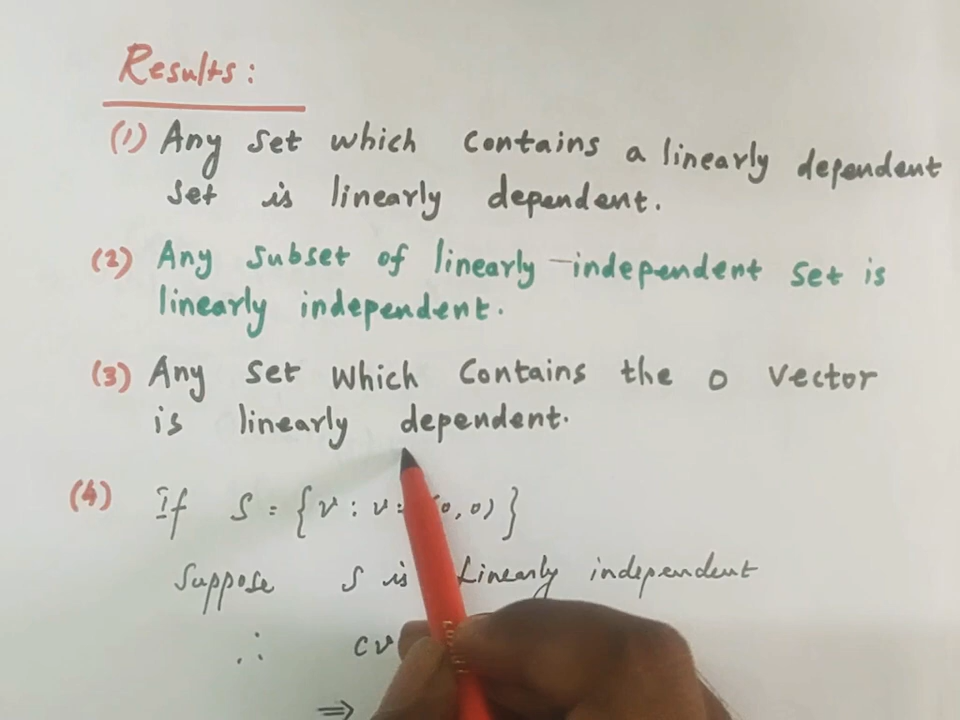 Results:
(1) Any set which contains a linearly dependent
set is linearly dependent.
(2) Any subset of linearly-independent set is
linearly independent.
(3) Any set which contains the 0 vector
is linearly dependent.
(4) If S = {v : v = (0,0)}
Suppose S is Linearly independent
∴ cv
⇒